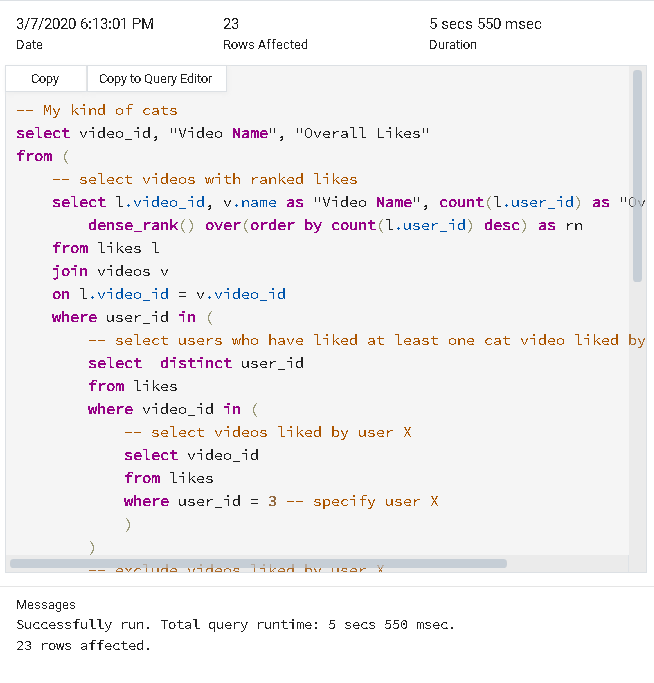 3/7/2020 6:13:01 PM 23 5 secs 550 msec
Date Rows Affected Duration
Copy Copy to Query Editor
-- My kind of cats
select video_id, "Video Name", "Overall Likes"
from (
-- select videos with ranked likes
select l.video_id, v.name as "Video Name", count(l.user_id) as "Ov
dense_rank() over(order by count(l.user_id) desc) as rn
from likes l
join videos v
on l.video_id = v.video_id
where user_id in (
-- select users who have liked at least one cat video liked by
select  distinct user_id
from likes
where video_id in (
-- select videos liked by user X
select video_id
from likes
where user_id = 3 -- specify user X
)
)
-- exclude videos liked by user X
Messages
Successfully run. Total query runtime: 5 secs 550 msec.
23 rows affected.